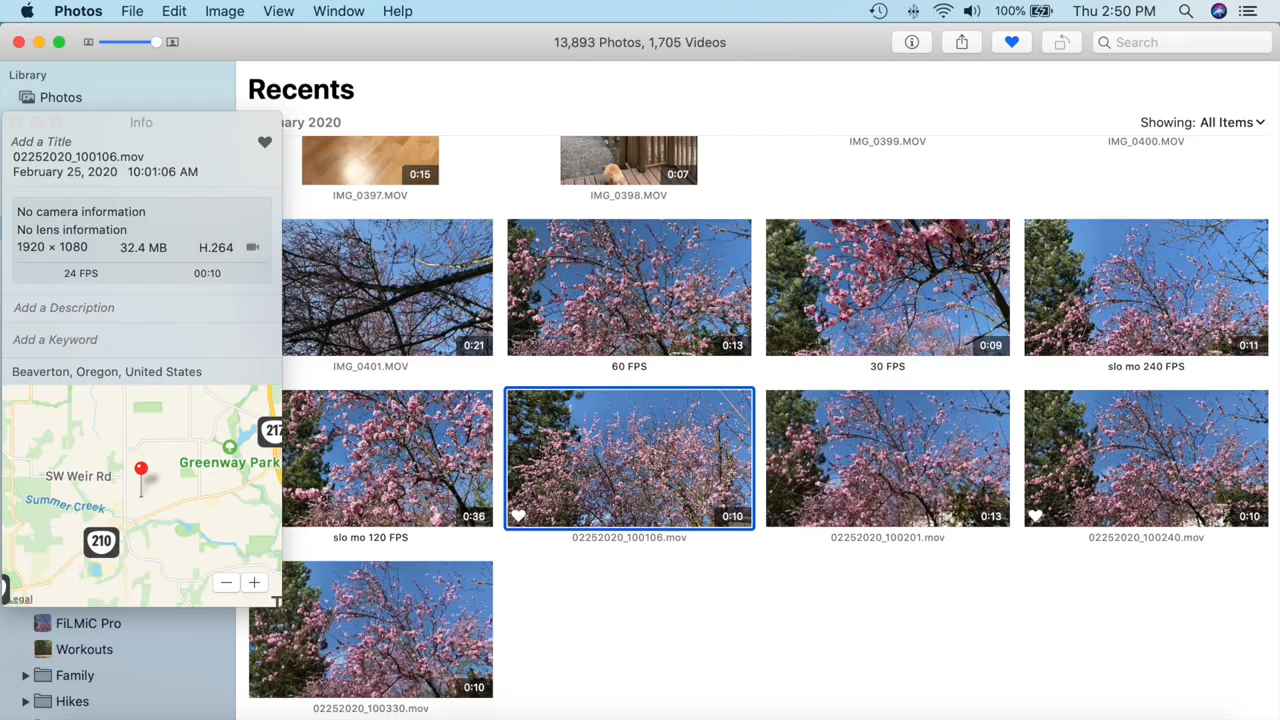 Photos File Edit Image View Window Help 100% Thu 2:50 PM
13,893 Photos, 1,705 Videos
Search
Library
Photos
Recents
uary 2020
Showing: All Items
Info
Add a Title
02252020_100106.mov
February 25, 2020 10:01:06 AM
No camera information
No lens information
1920 × 1080 32.4 MB H.264
24 FPS 00:10
Add a Description
Add a Keyword
Beaverton, Oregon, United States
217
Greenway Park
SW Weir Rd
Summer Creek
210
egal
FiLMiC Pro
Workouts
Family
Hikes
0:15
0:07
IMG_0399.MOV
IMG_0400.MOV
IMG_0397.MOV
IMG_0398.MOV
0:21
0:13
0:09
0:11
IMG_0401.MOV
60 FPS
30 FPS
slo mo 240 FPS
0:36
0:10
0:13
0:10
slo mo 120 FPS
02252020_100106.mov
02252020_100201.mov
02252020_100240.mov
0:10
02252020_100330.mov